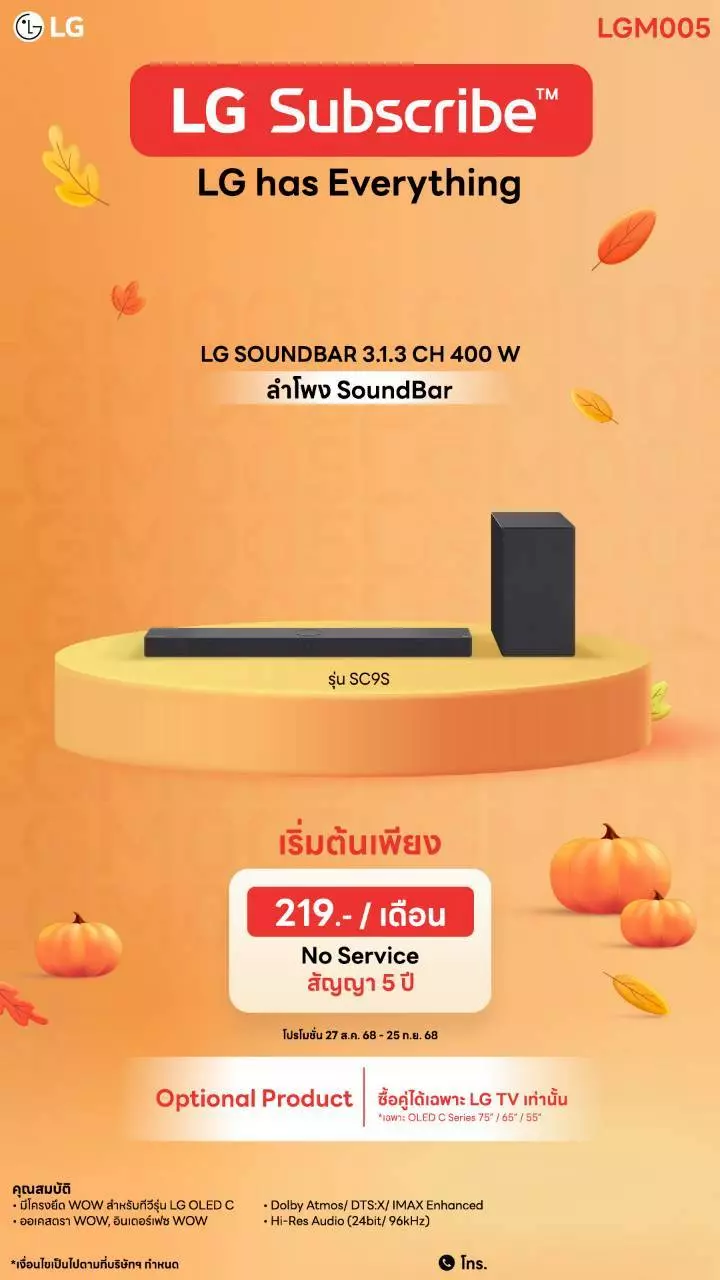 LG
LGM005
LG Subscribe™
LG has Everything
LG SOUNDBAR 3.1.3 CH 400 W
ลำโพง SoundBar
รุ่น SC9S
เริ่มต้นเพียง
219.- / เดือน
No Service
สัญญา 5 ปี
โปรโมชั่น 27 ส.ค. 68 - 25 ก.ย. 68
Optional Product
ซื้อคู่ได้เฉพาะ LG TV เท่านั้น
*เฉพาะ OLED C Series 75" / 65" / 55"
คุณสมบัติ
• มีโครงยึด WOW สำหรับทีวีรุ่น LG OLED C
• ออเคสตรา WOW, อินเตอร์เฟซ WOW
• Dolby Atmos/ DTS:X/ IMAX Enhanced
• Hi-Res Audio (24bit/ 96kHz)
*เงื่อนไขเป็นไปตามที่บริษัทฯ กำหนด
โทร.